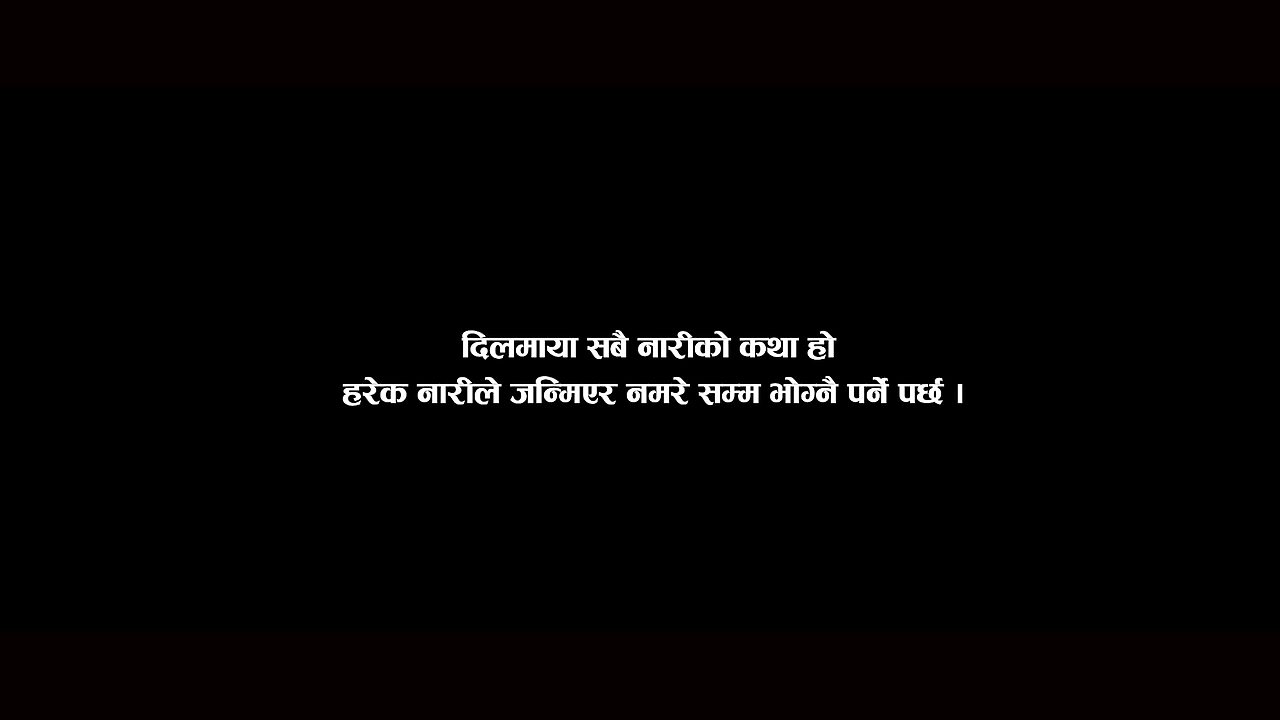 दिलमाया सबै नारीको कथा हो
हरेक नारीले जन्मिएर नमरे सम्म भोग्नै पर्ने पर्छ ।